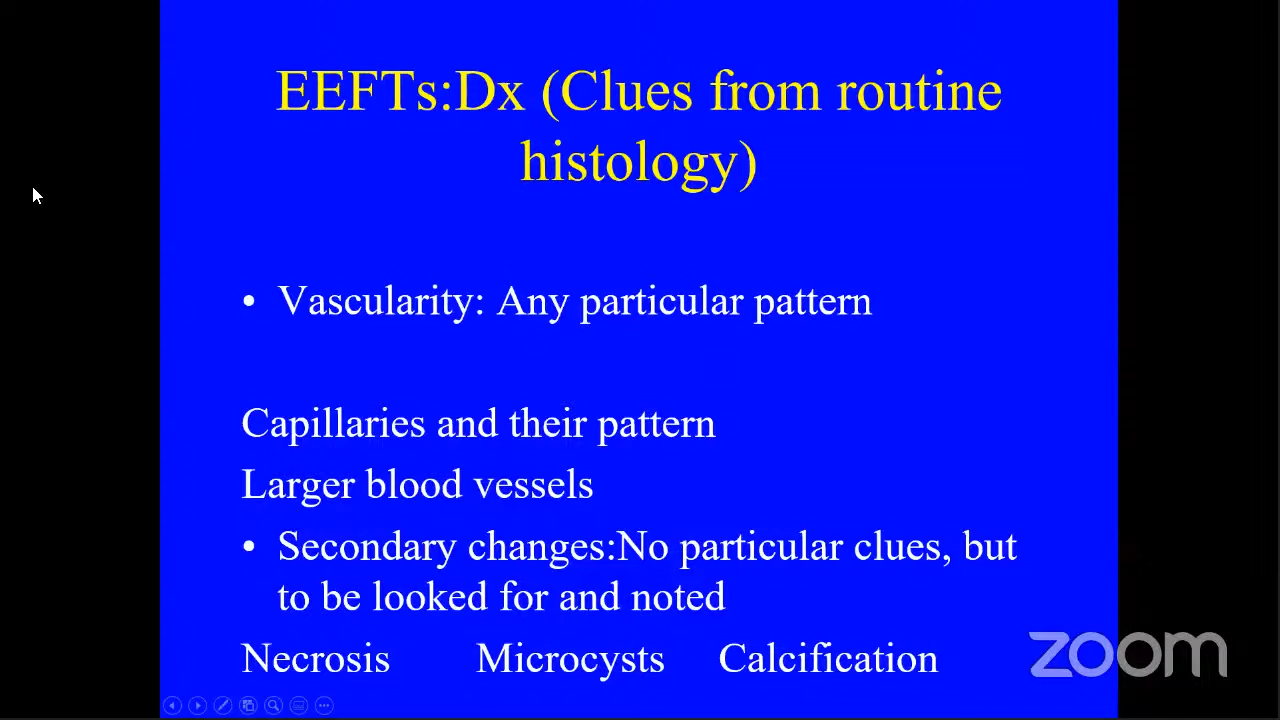 EEFTs:Dx (Clues from routine
histology)
• Vascularity: Any particular pattern
Capillaries and their pattern
Larger blood vessels
• Secondary changes:No particular clues, but
to be looked for and noted
Necrosis Microcysts Calcification
zoom